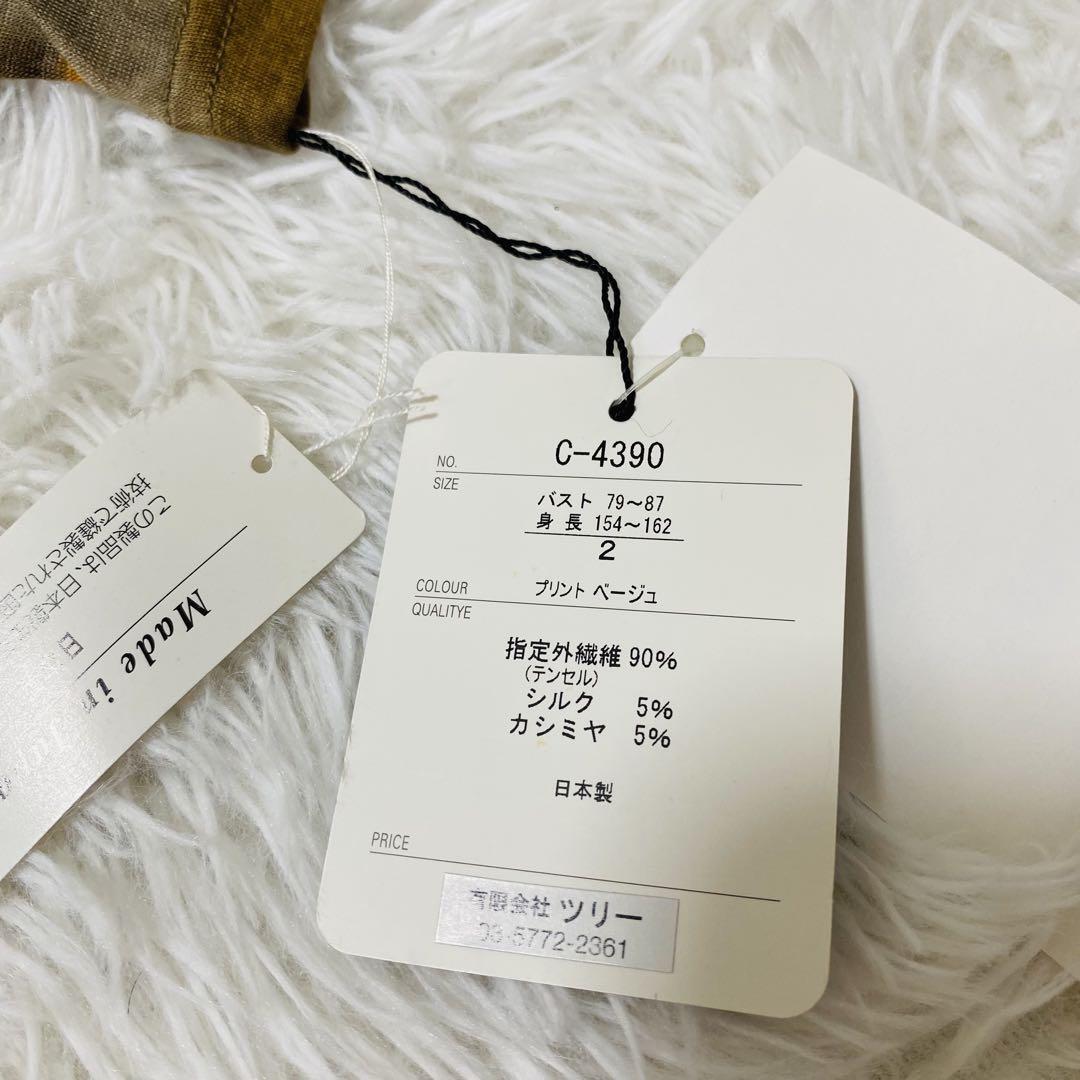 NO. C-4390
SIZE
バスト 79〜87
身長 154〜162
2
COLOUR プリント ベージュ
QUALITYE
指定外繊維 90%
(テンセル)
シルク 5%
カシミヤ 5%
日本製
PRICE
有限会社 ツリー
03-5772-2361
この製品は、日本
技術で縫製された
Made in